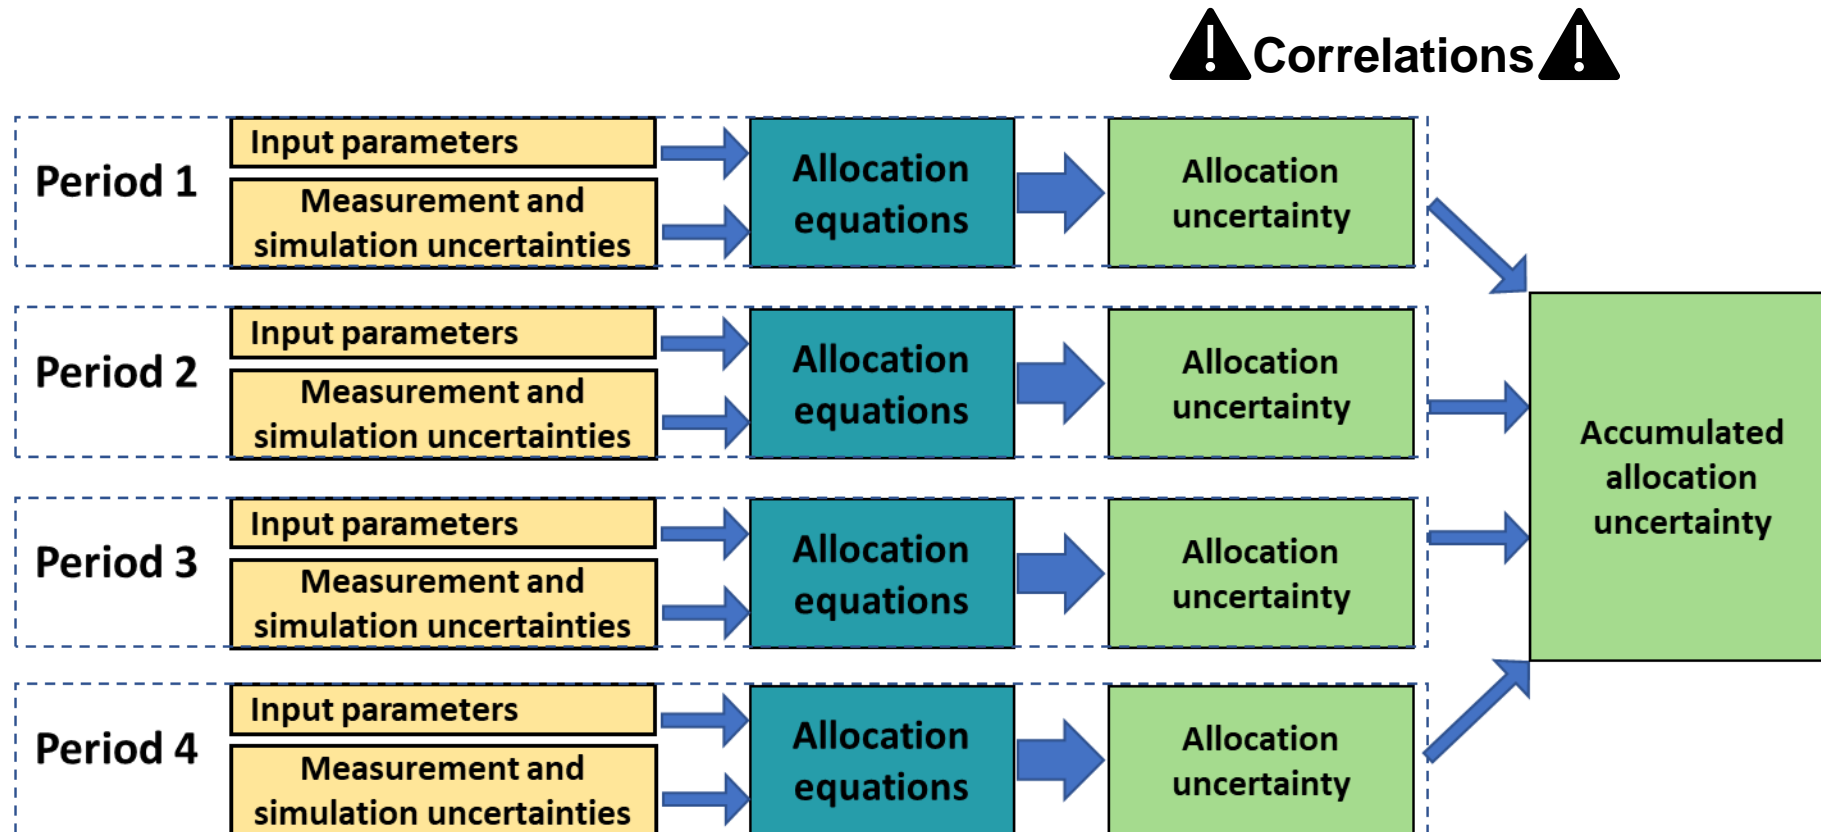 Correlations
Period 1
Input parameters
Measurement and
simulation uncertainties
Allocation
equations
Allocation
uncertainty
Period 2
Input parameters
Measurement and
simulation uncertainties
Allocation
equations
Allocation
uncertainty
Period 3
Input parameters
Measurement and
simulation uncertainties
Allocation
equations
Allocation
uncertainty
Period 4
Input parameters
Measurement and
simulation uncertainties
Allocation
equations
Allocation
uncertainty
Accumulated
allocation
uncertainty